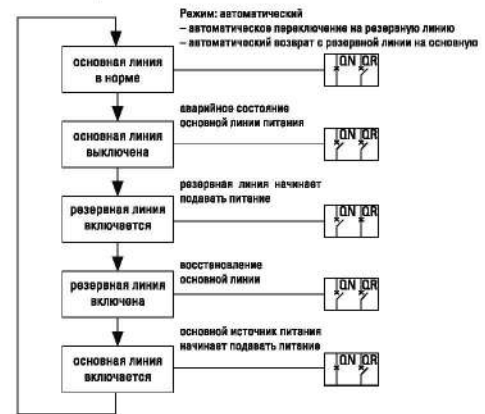 Режим: автоматический
– автоматическое переключение на резервную линию
– автоматический возврат с резервной линии на основную
основная линия
в норме
QN QR
аварийное состояние
основной линии питания
основная линия
выключена
QN QR
резервная линия начинает
подавать питание
резервная линия
включается
QN QR
восстановление
основной линии
резервная линия
включена
QN QR
основной источник питания
начинает подавать питание
основная линия
включается
QN QR